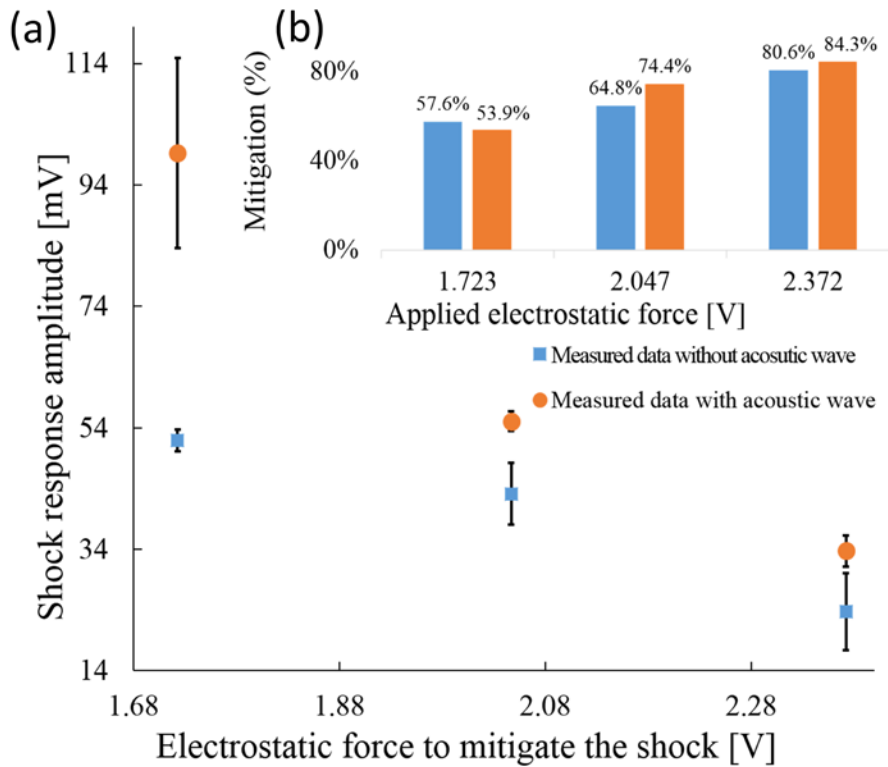 (a)
Shock response amplitude [mV]
114
94
74
54
34
14
1.68
1.88
2.08
2.28
Electrostatic force to mitigate the shock [V]
(b)
Mitigation (%)
80%
40%
0%
57.6%
53.9%
64.8%
74.4%
80.6%
84.3%
1.723
2.047
2.372
Applied electrostatic force [V]
Measured data without acosutic wave
Measured data with acoustic wave